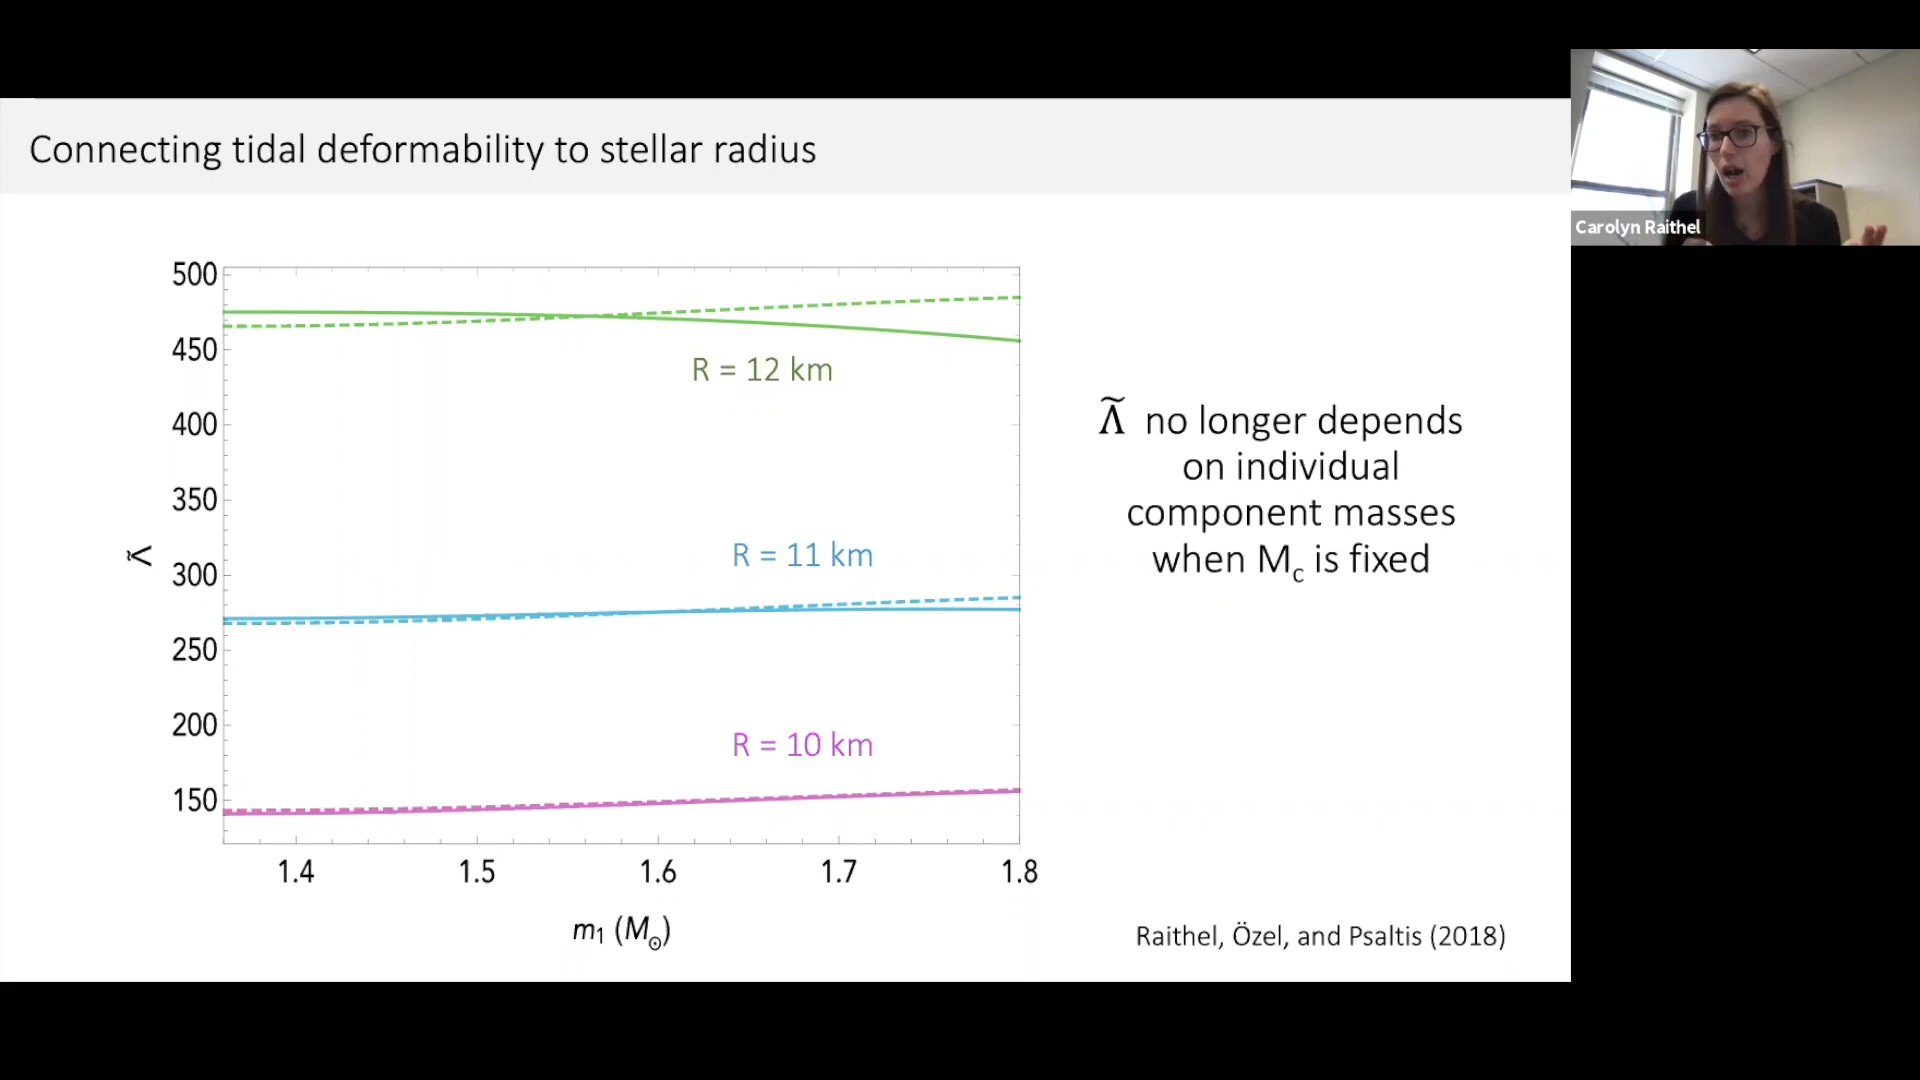 Connecting tidal deformability to stellar radius
Carolyn Raithel
500
450
400
350
300
250
200
150
Λ̃
R = 12 km
R = 11 km
R = 10 km
1.4 1.5 1.6 1.7 1.8
m₁ (M⊙)
Λ̃ no longer depends
on individual
component masses
when M꜀ is fixed
Raithel, Özel, and Psaltis (2018)